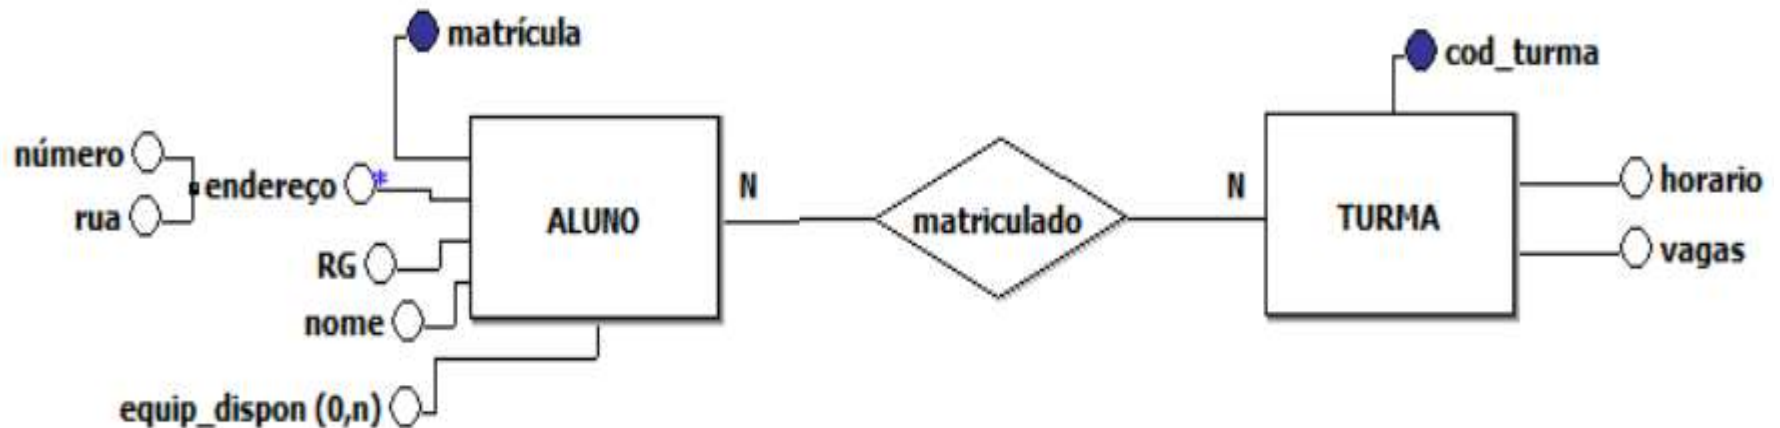 matrícula
cod_turma
número
endereço *
rua
RG
nome
equip_dispon (0,n)
ALUNO
N
matriculado
N
TURMA
horario
vagas